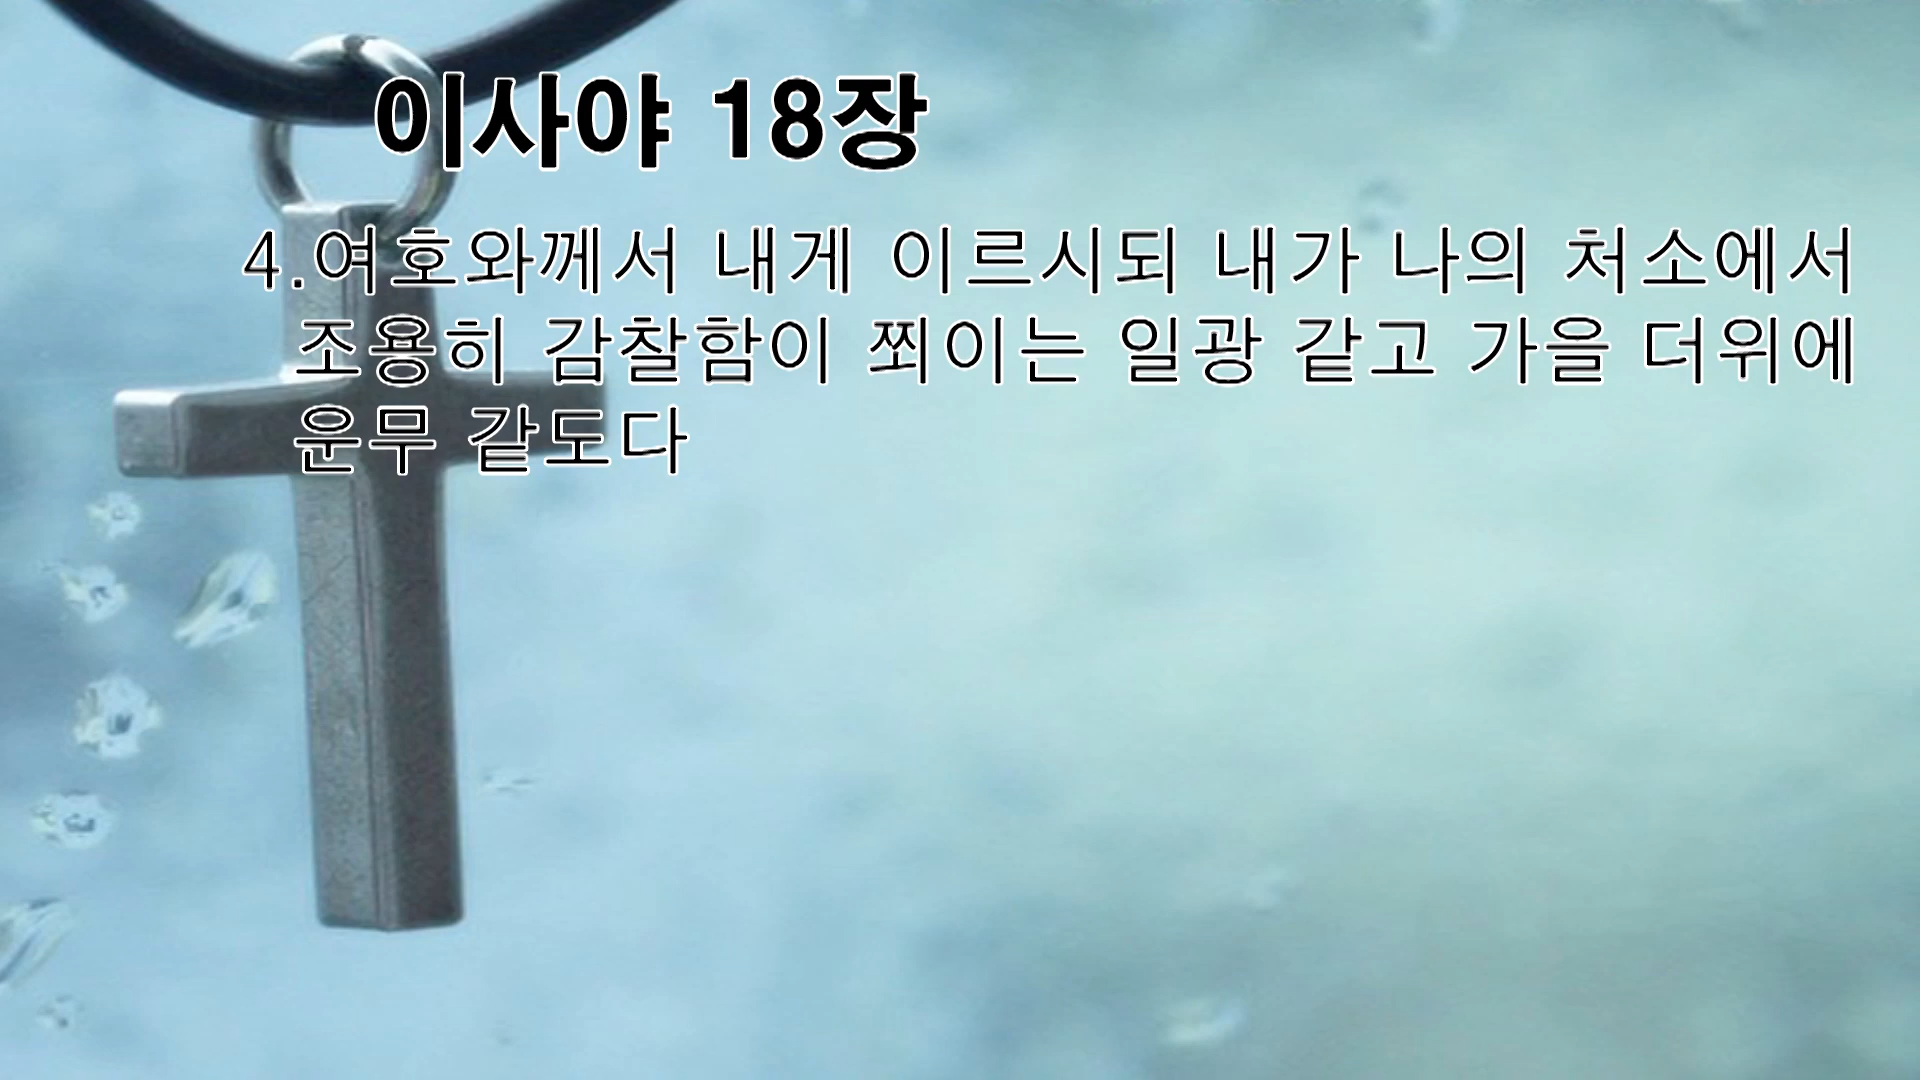 이사야 18장
4.여호와께서 내게 이르시되 내가 나의 처소에서
조용히 감찰함이 쬐이는 일광 같고 가을 더위에
운무 같도다